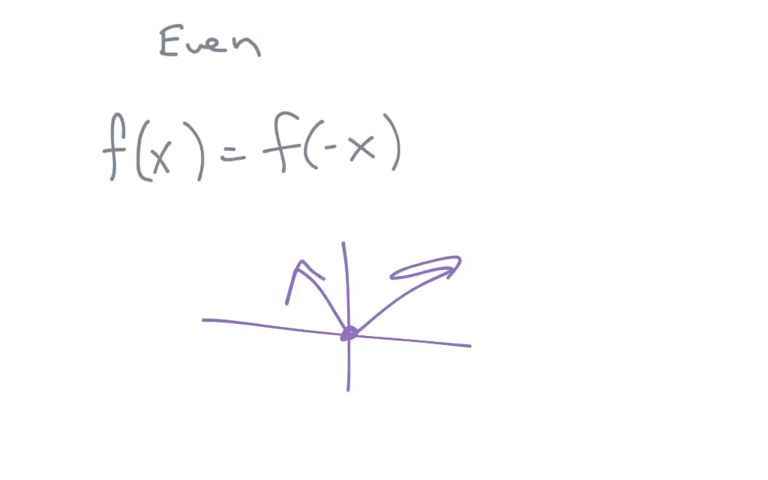 Even
f(x) = f(-x)